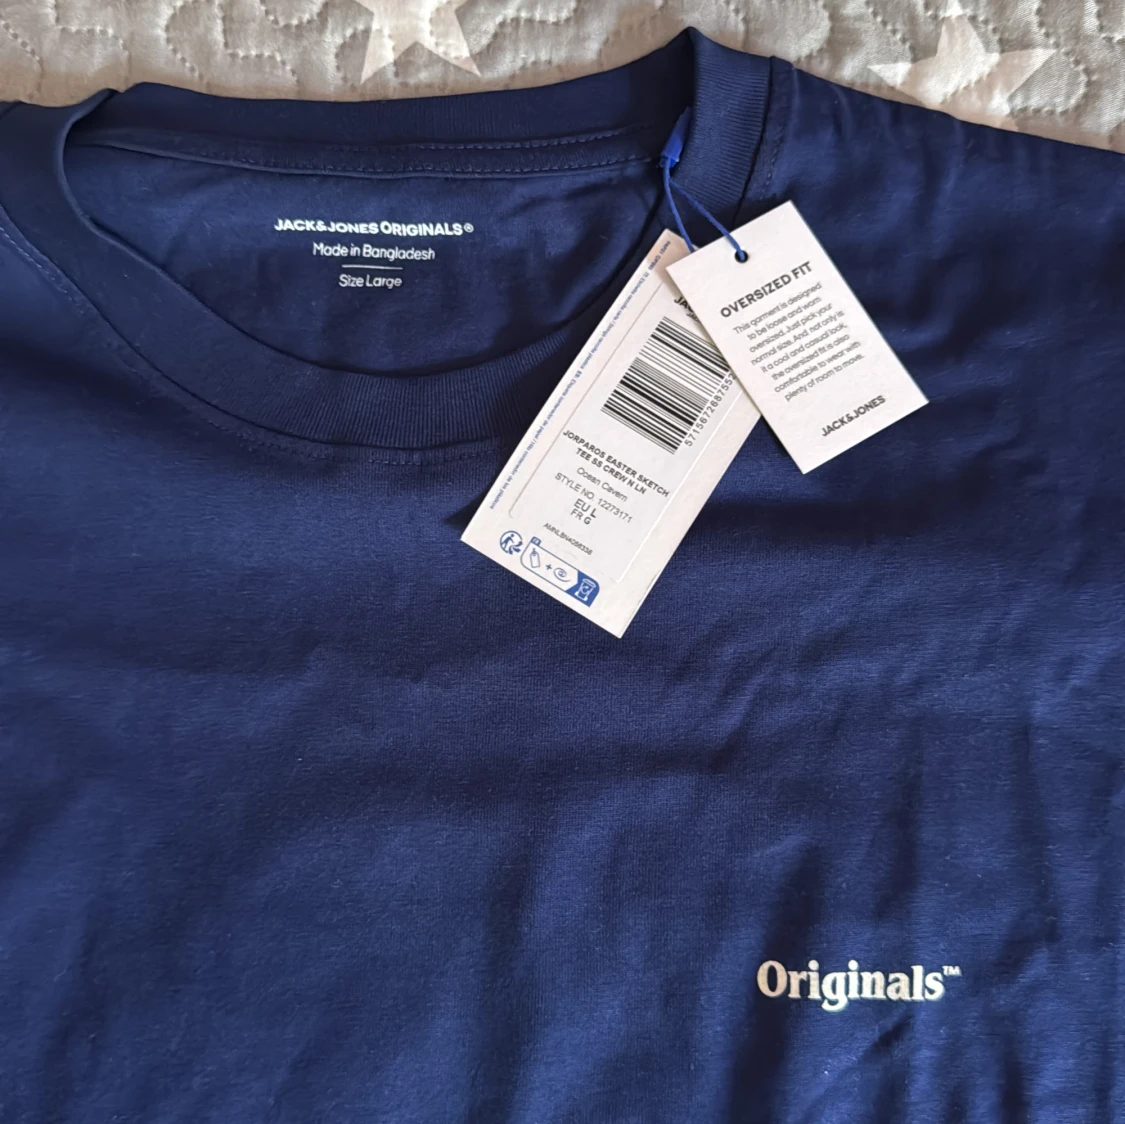 JACK&JONES ORIGINALS®
Made in Bangladesh
Size Large
OVERSIZED FIT
This garment is designed
to be loose and worn
oversized. Just pick your
normal size. And not only is
it a cool and casual look,
the oversized fit is also
comfortable to wear with
plenty of room to move.
JACK&JONES
JORPAROS EASTER SKETCH
TEE SS CREW N LN
Ocean Cavern
STYLE NO. 12273171
EU L
FR G
Originals™